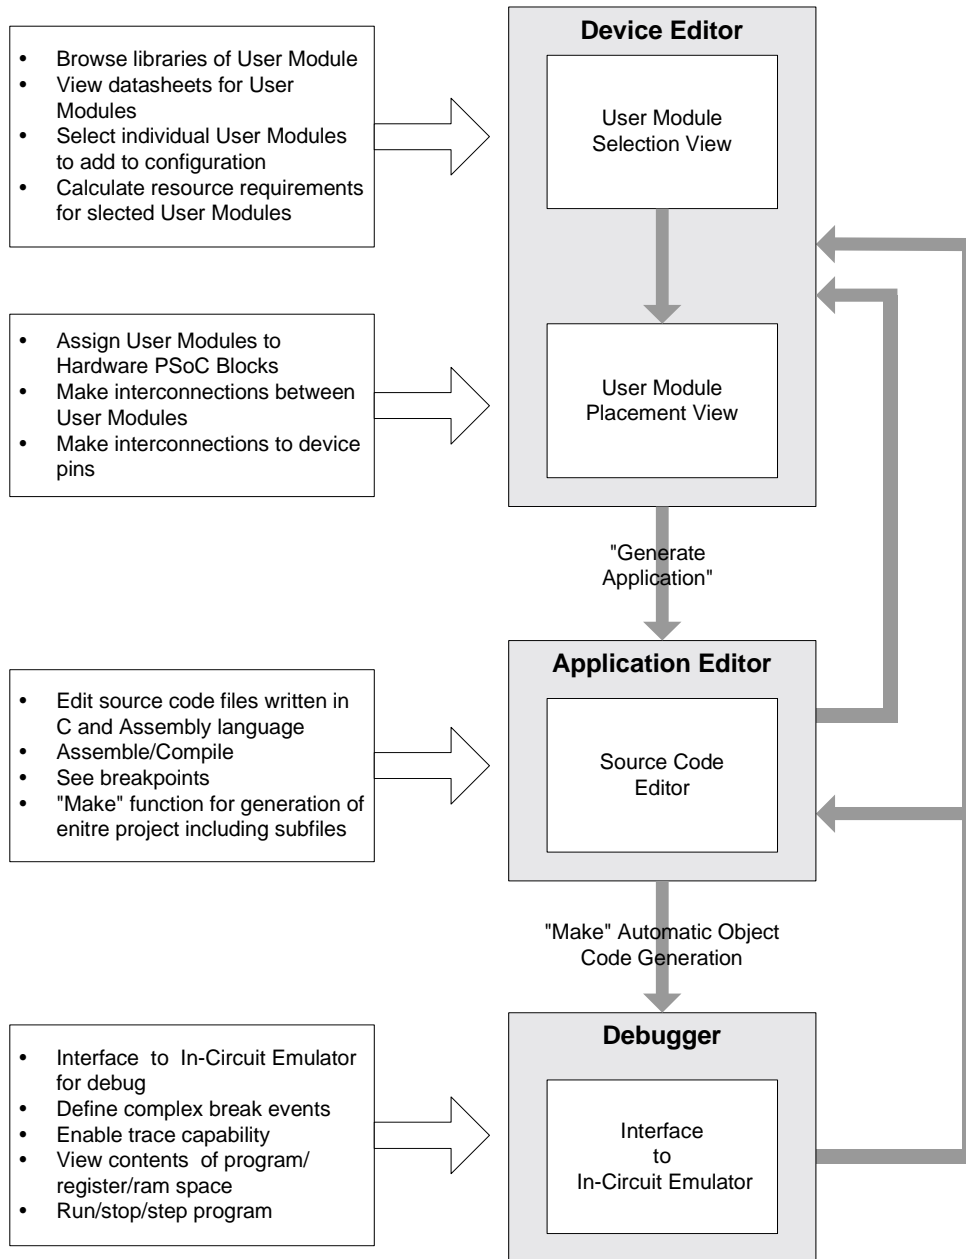 Device Editor
• Browse libraries of User Module
• View datasheets for User
Modules
• Select individual User Modules
to add to configuration
• Calculate resource requirements
for slected User Modules
User Module
Selection View
• Assign User Modules to
Hardware PSoC Blocks
• Make interconnections between
User Modules
• Make interconnections to device
pins
User Module
Placement View
"Generate
Application"
Application Editor
• Edit source code files written in
C and Assembly language
• Assemble/Compile
• See breakpoints
• "Make" function for generation of
enitre project including subfiles
Source Code
Editor
"Make" Automatic Object
Code Generation
Debugger
• Interface to In-Circuit Emulator
for debug
• Define complex break events
• Enable trace capability
• View contents of program/
register/ram space
• Run/stop/step program
Interface
to
In-Circuit Emulator